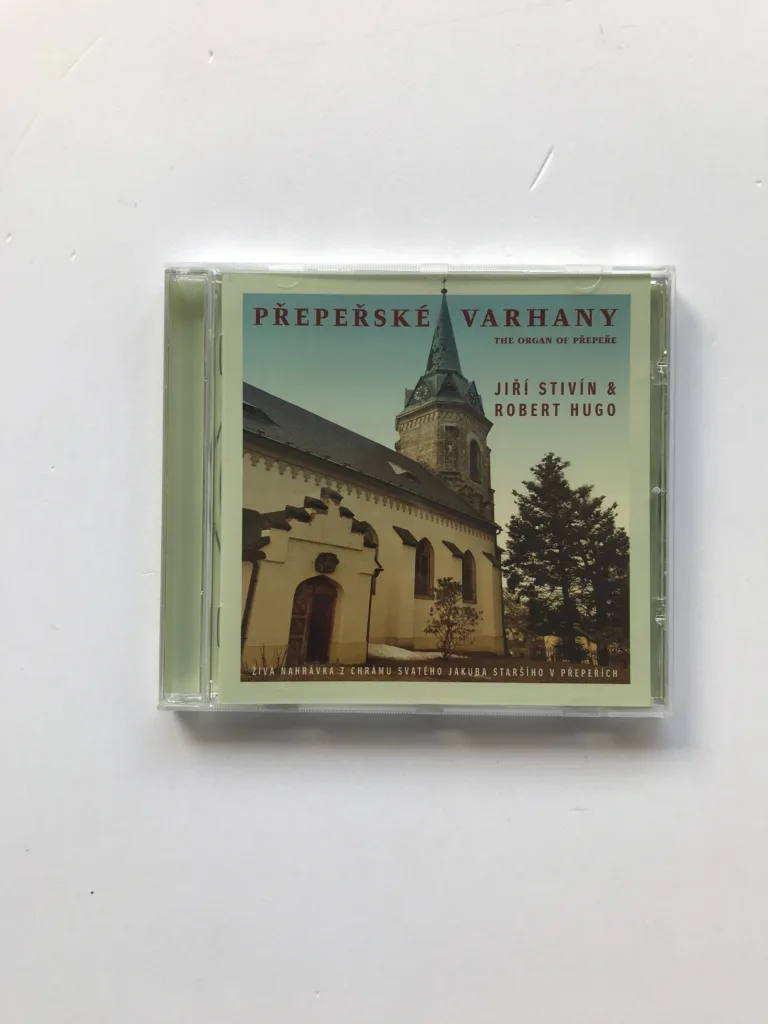 PŘEPEŘSKÉ VARHANY
THE ORGAN OF PŘEPEŘE
JIŘÍ STIVÍN &
ROBERT HUGO
ŽIVÁ NAHRÁVKA Z CHRÁMU SVATÉHO JAKUBA STARŠÍHO V PŘEPEŘÍCH